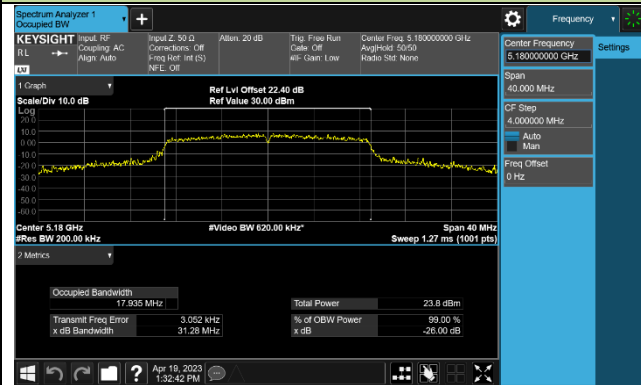 Spectrum Analyzer 1
Occupied BW
+
Frequency
KEYSIGHT
RL
LXI
Input: RF
Coupling: AC
Align: Auto
Input Z: 50 Ω
Corrections: Off
Freq Ref: Int (S)
NFE: Off
Atten: 20 dB
Trig: Free Run
Gate: Off
#IF Gain: Low
Center Freq: 5.180000000 GHz
Avg|Hold: 50/50
Radio Std: None
Center Frequency
5.180000000 GHz
Settings
Span
40.000 MHz
CF Step
4.000000 MHz
Auto
Man
Freq Offset
0 Hz
1 Graph
Scale/Div 10.0 dB
Ref Lvl Offset 22.40 dB
Ref Value 30.00 dBm
Log
20.0
10.0
0.00
-10.0
-20.0
-30.0
-40.0
-50.0
-60.0
Center 5.18 GHz
#Video BW 620.00 kHz*
Span 40 MHz
#Res BW 200.00 kHz
Sweep 1.27 ms (1001 pts)
2 Metrics
Occupied Bandwidth
17.935 MHz
Total Power
23.8 dBm
Transmit Freq Error
3.052 kHz
% of OBW Power
99.00 %
x dB Bandwidth
31.28 MHz
x dB
-26.00 dB
?
Apr 19, 2023
1:32:42 PM